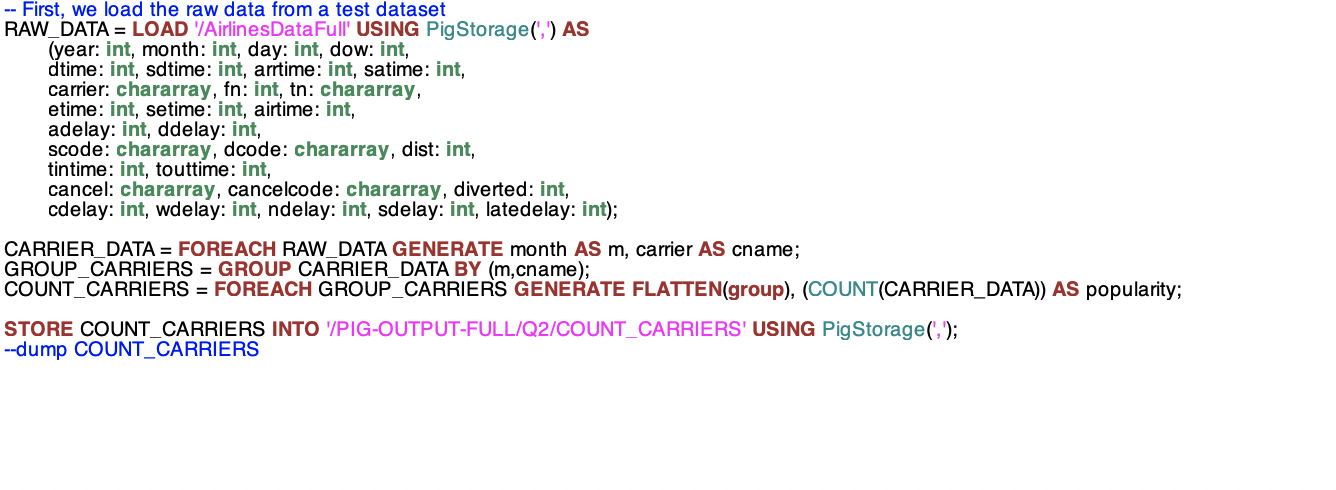 -- First, we load the raw data from a test dataset
RAW_DATA = LOAD '/AirlinesDataFull' USING PigStorage(',') AS
(year: int, month: int, day: int, dow: int,
dtime: int, sdtime: int, arrtime: int, satime: int,
carrier: chararray, fn: int, tn: chararray,
etime: int, setime: int, airtime: int,
adelay: int, ddelay: int,
scode: chararray, dcode: chararray, dist: int,
tintime: int, touttime: int,
cancel: chararray, cancelcode: chararray, diverted: int,
cdelay: int, wdelay: int, ndelay: int, sdelay: int, latedelay: int);
CARRIER_DATA = FOREACH RAW_DATA GENERATE month AS m, carrier AS cname;
GROUP_CARRIERS = GROUP CARRIER_DATA BY (m,cname);
COUNT_CARRIERS = FOREACH GROUP_CARRIERS GENERATE FLATTEN(group), (COUNT(CARRIER_DATA)) AS popularity;
STORE COUNT_CARRIERS INTO '/PIG-OUTPUT-FULL/Q2/COUNT_CARRIERS' USING PigStorage(',');
--dump COUNT_CARRIERS